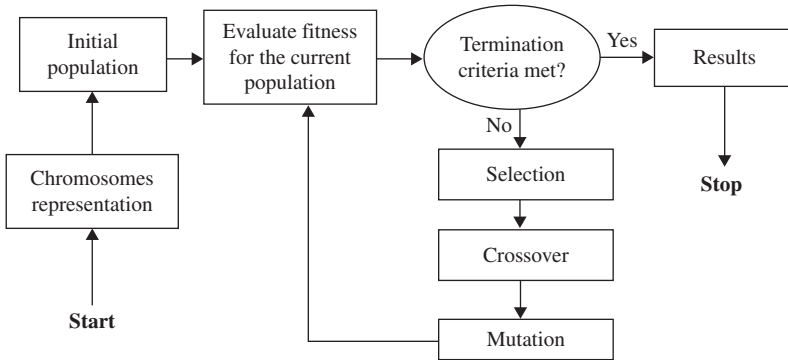 Initial
population
Evaluate fitness
for the current
population
Termination
criteria met?
Yes
Results
No
Chromosomes
representation
Selection
Stop
Crossover
Start
Mutation